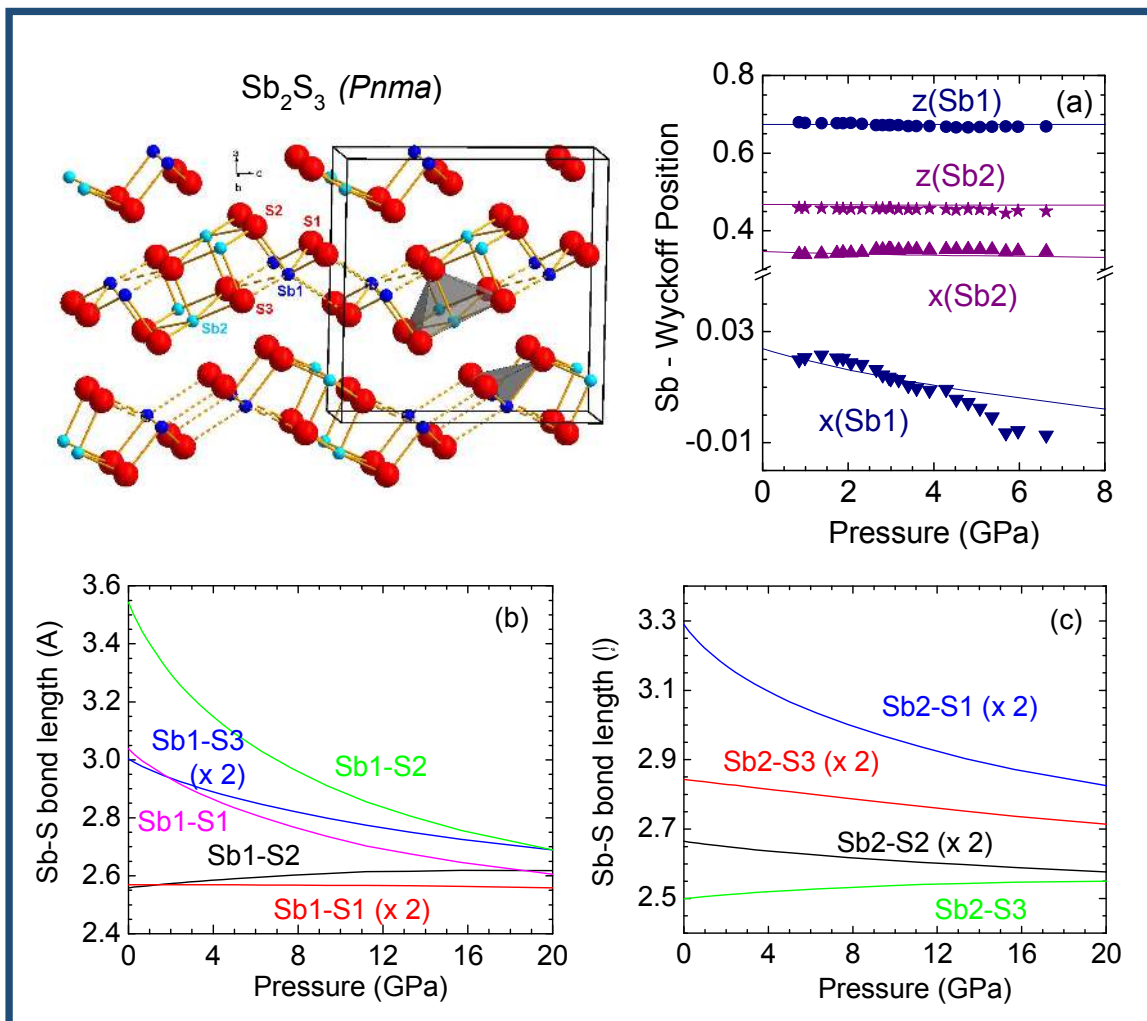 Sb2S3 (Pnma)
a
c
b
S2
S1
Sb1
S3
Sb2
(a)
Sb - Wyckoff Position
0.8
0.6
0.4
0.03
-0.01
z(Sb1)
z(Sb2)
x(Sb2)
x(Sb1)
0 2 4 6 8
Pressure (GPa)
(b)
Sb-S bond length (A)
3.6
3.4
3.2
3.0
2.8
2.6
2.4
Sb1-S3
(x 2)
Sb1-S2
Sb1-S1
Sb1-S2
Sb1-S1 (x 2)
0 4 8 12 16 20
Pressure (GPa)
(c)
Sb-S bond length (
3.3
3.1
2.9
2.7
2.5
Sb2-S1 (x 2)
Sb2-S3 (x 2)
Sb2-S2 (x 2)
Sb2-S3
0 4 8 12 16 20
Pressure (GPa)